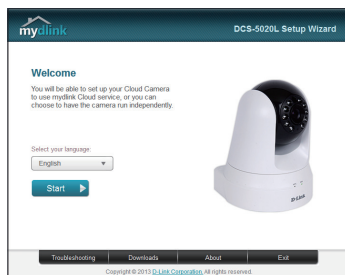 mydlink
DCS-5020L Setup Wizard
Welcome
You will be able to set up your Cloud Camera
to use mydlink Cloud service, or you can
choose to have the camera run independently.
Select your language:
English
Start
D-Link
Troubleshooting
Downloads
About
Exit
Copyright © 2013 D-Link Corporation. All rights reserved.